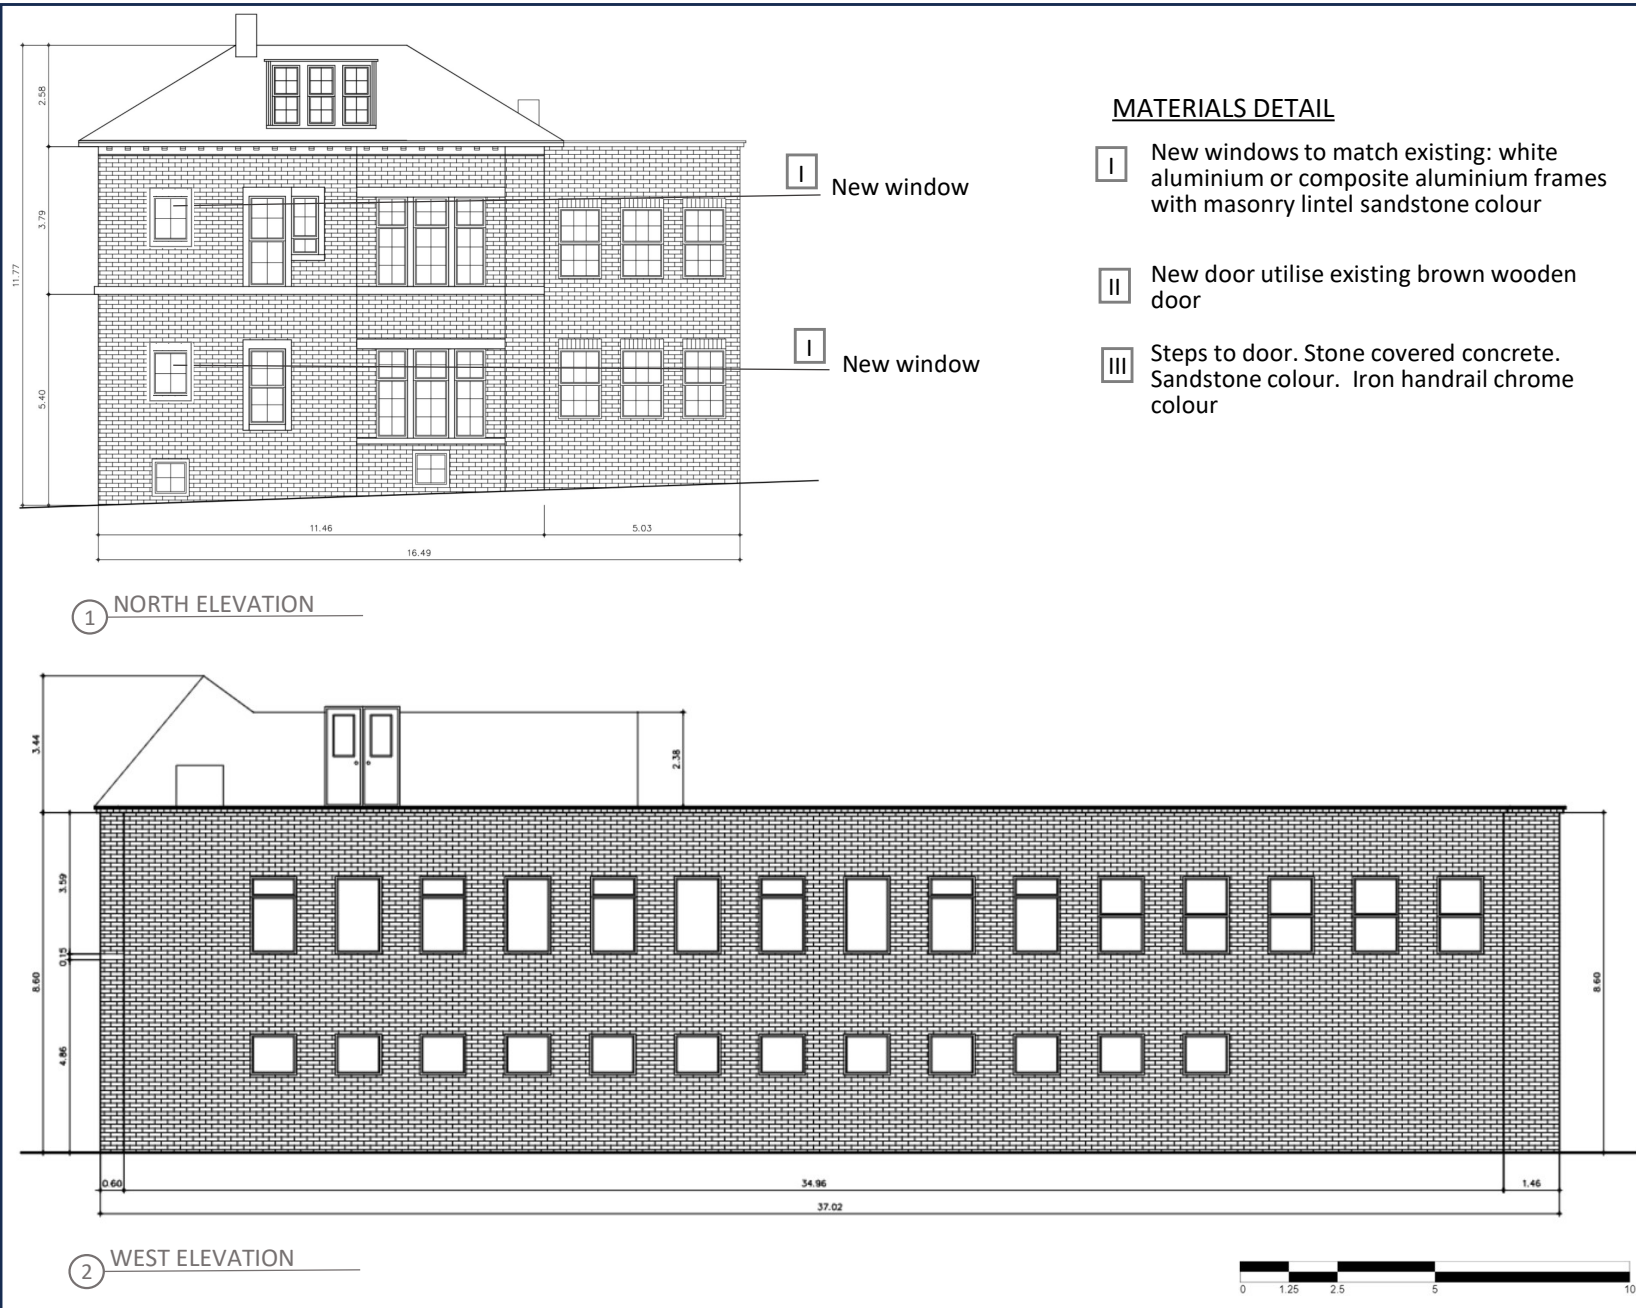 2.58
3.79
11.77
5.40
11.46
5.03
16.49
I
New window
I
New window
1
NORTH ELEVATION
MATERIALS DETAIL
I
New windows to match existing: white
aluminium or composite aluminium frames
with masonry lintel sandstone colour
II
New door utilise existing brown wooden
door
III
Steps to door. Stone covered concrete.
Sandstone colour. Iron handrail chrome
colour
3.44
2.38
3.59
0.15
8.60
4.86
8.60
0.60
34.96
1.46
37.02
2
WEST ELEVATION
0 1.25 2.5 5 10